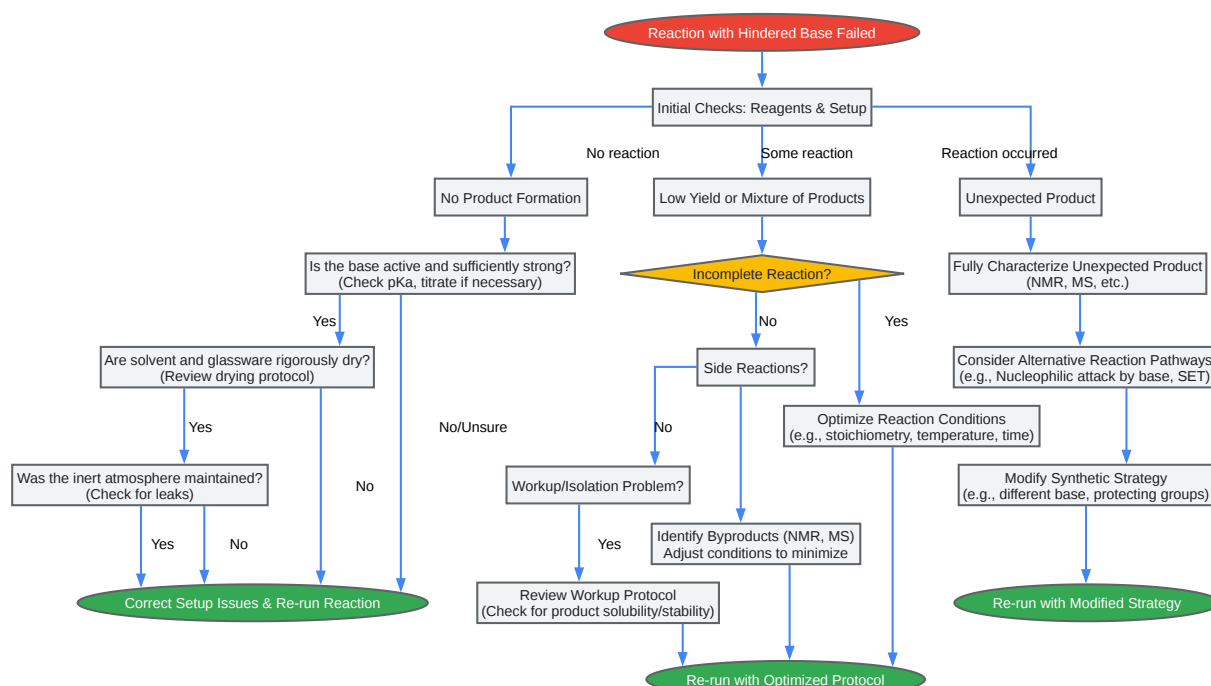 Reaction with Hindered Base Failed
Initial Checks: Reagents & Setup
No reaction
Some reaction
Reaction occurred
No Product Formation
Low Yield or Mixture of Products
Unexpected Product
Is the base active and sufficiently strong?
(Check pKa, titrate if necessary)
Incomplete Reaction?
Fully Characterize Unexpected Product
(NMR, MS, etc.)
Yes
No
Yes
Are solvent and glassware rigorously dry?
(Review drying protocol)
Side Reactions?
Consider Alternative Reaction Pathways
(e.g., Nucleophilic attack by base, SET)
Optimize Reaction Conditions
(e.g., stoichiometry, temperature, time)
Yes
No/Unsure
No
Was the inert atmosphere maintained?
(Check for leaks)
No
Workup/Isolation Problem?
Modify Synthetic Strategy
(e.g., different base, protecting groups)
Yes
No
Yes
Identify Byproducts (NMR, MS)
Adjust conditions to minimize
Correct Setup Issues & Re-run Reaction
Review Workup Protocol
(Check for product solubility/stability)
Re-run with Modified Strategy
Re-run with Optimized Protocol